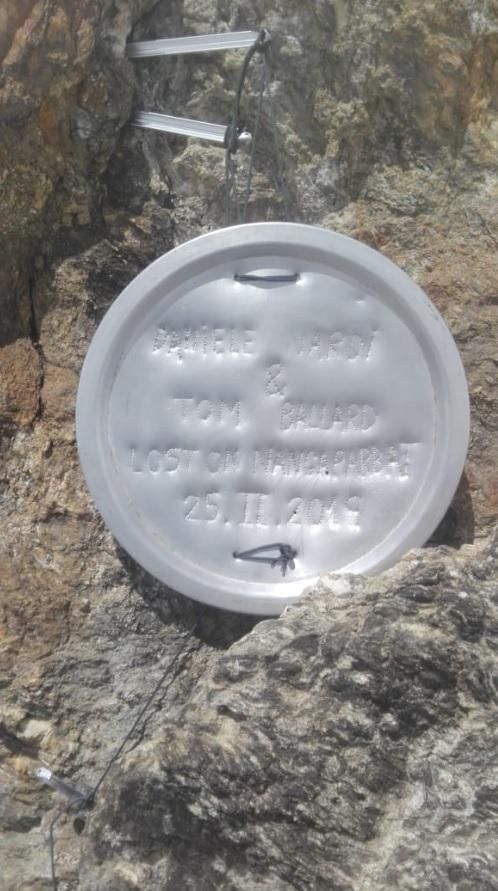 DANIELE NARDI
&
TOM BALLARD
LOST ON NANGAPARBAT
25.II.2019